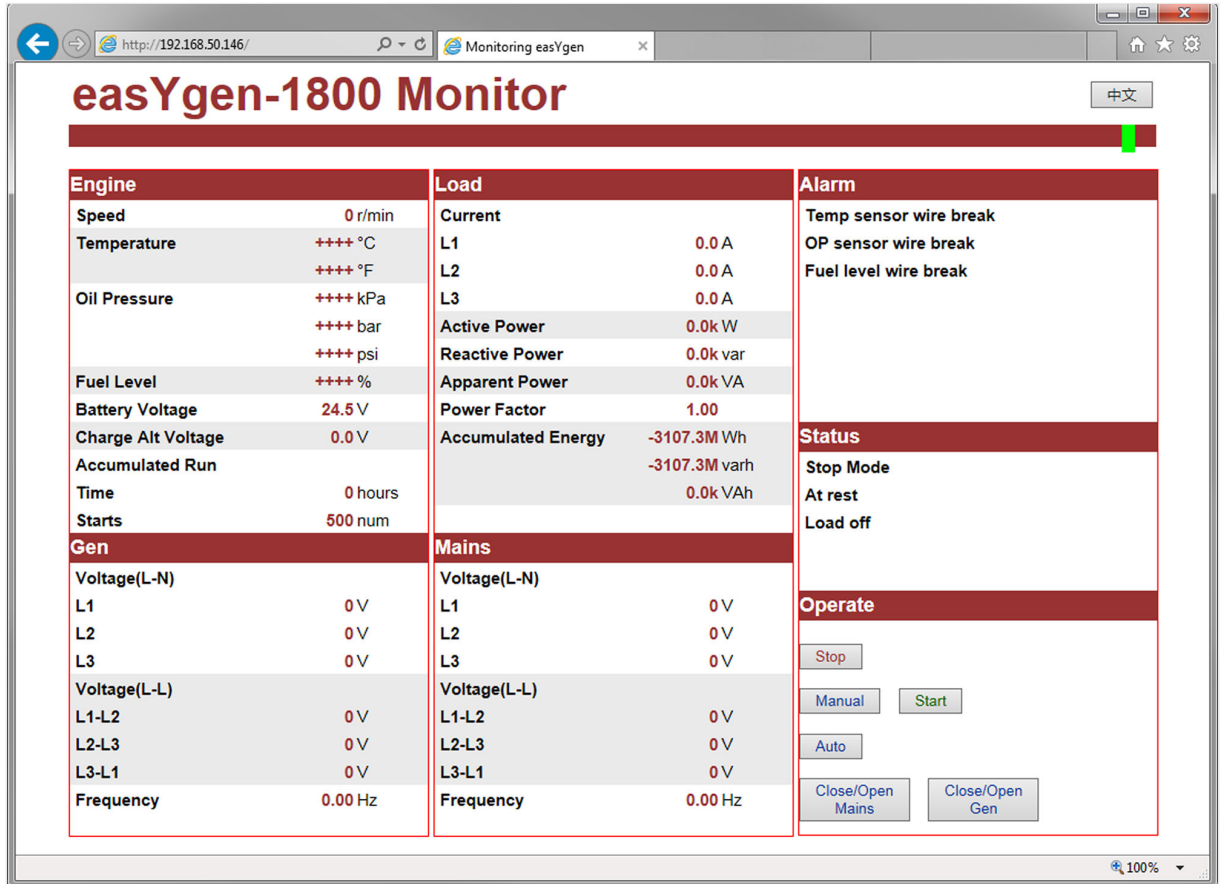 http://192.168.50.146/
Monitoring easYgen
easYgen-1800 Monitor
中文
Engine
Speed 0 r/min
Temperature ++++ °C
++++ °F
Oil Pressure ++++ kPa
++++ bar
++++ psi
Fuel Level ++++ %
Battery Voltage 24.5 V
Charge Alt Voltage 0.0 V
Accumulated Run
Time 0 hours
Starts 500 num
Load
Current
L1 0.0 A
L2 0.0 A
L3 0.0 A
Active Power 0.0k W
Reactive Power 0.0k var
Apparent Power 0.0k VA
Power Factor 1.00
Accumulated Energy -3107.3M Wh
-3107.3M varh
0.0k VAh
Alarm
Temp sensor wire break
OP sensor wire break
Fuel level wire break
Status
Stop Mode
At rest
Load off
Gen
Voltage(L-N)
L1 0 V
L2 0 V
L3 0 V
Voltage(L-L)
L1-L2 0 V
L2-L3 0 V
L3-L1 0 V
Frequency 0.00 Hz
Mains
Voltage(L-N)
L1 0 V
L2 0 V
L3 0 V
Voltage(L-L)
L1-L2 0 V
L2-L3 0 V
L3-L1 0 V
Frequency 0.00 Hz
Operate
Stop
Manual Start
Auto
Close/Open
Mains
Close/Open
Gen
100%